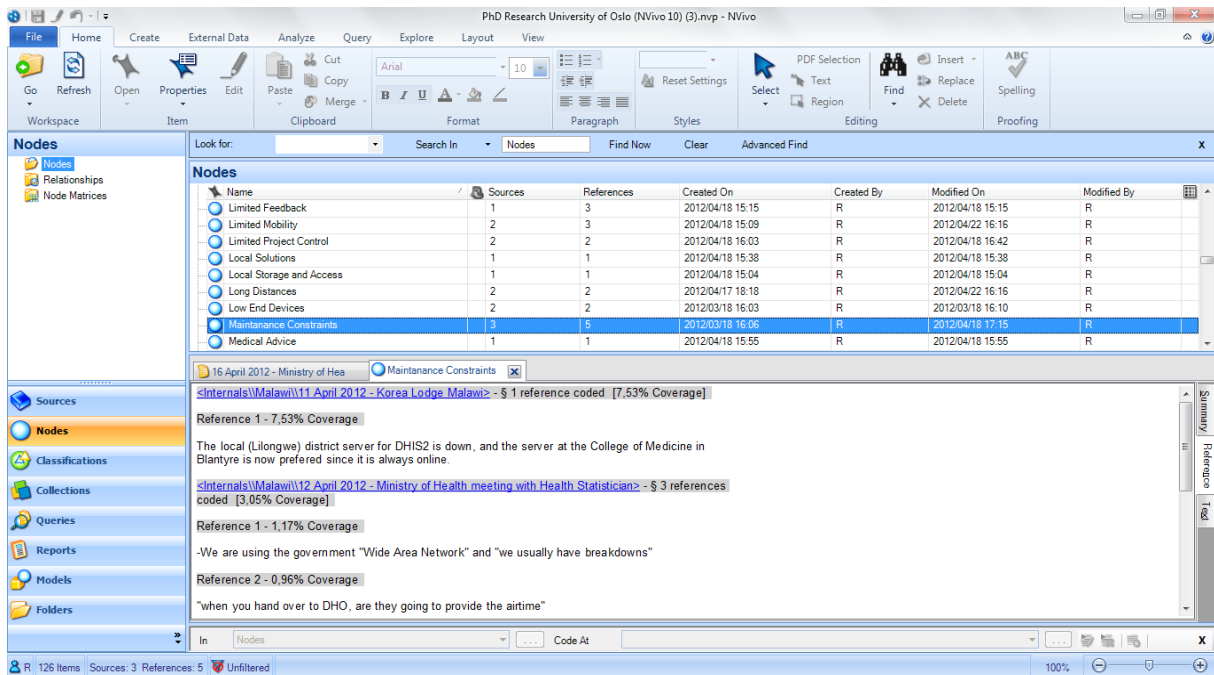 PhD Research University of Oslo (NVivo 10) (3).nvp - NVivo
File Home Create External Data Analyze Query Explore Layout View
Go Refresh Open Properties Edit Paste Cut Copy Merge Arial 10 B I U Reset Settings Select PDF Selection Text Region Find Insert Replace Delete ABC Spelling
Workspace Item Clipboard Format Paragraph Styles Editing Proofing
Nodes
Nodes
Relationships
Node Matrices
Look for: Search In Nodes Find Now Clear Advanced Find X
Nodes
Name Sources References Created On Created By Modified On Modified By
Limited Feedback 1 3 2012/04/18 15:15 R 2012/04/18 15:15 R
Limited Mobility 2 3 2012/04/18 15:09 R 2012/04/22 16:16 R
Limited Project Control 2 2 2012/04/18 16:03 R 2012/04/18 16:42 R
Local Solutions 1 1 2012/04/18 15:38 R 2012/04/18 15:38 R
Local Storage and Access 1 1 2012/04/18 15:04 R 2012/04/18 15:04 R
Long Distances 2 2 2012/04/17 18:18 R 2012/04/22 16:16 R
Low End Devices 2 2 2012/03/18 16:03 R 2012/03/18 16:10 R
Maintanance Constraints 3 5 2012/03/18 16:06 R 2012/04/18 17:15 R
Medical Advice 1 1 2012/04/18 15:55 R 2012/04/18 15:55 R
Sources
Nodes
Classifications
Collections
Queries
Reports
Models
Folders
16 April 2012 - Ministry of Hea Maintanance Constraints
<Internals\\Malawi\\11 April 2012 - Korea Lodge Malawi> - § 1 reference coded [7,53% Coverage]
Reference 1 - 7,53% Coverage
The local (Lilongwe) district server for DHIS2 is down, and the server at the College of Medicine in
Blantyre is now prefered since it is always online.
<Internals\\Malawi\\12 April 2012 - Ministry of Health meeting with Health Statistician> - § 3 references
coded [3,05% Coverage]
Reference 1 - 1,17% Coverage
-We are using the government "Wide Area Network" and "we usually have breakdowns"
Reference 2 - 0,96% Coverage
"when you hand over to DHO, are they going to provide the airtime"
Summary
Reference
Text
In Nodes ... Code At ... X
R 126 Items Sources: 3 References: 5 Unfiltered 100%